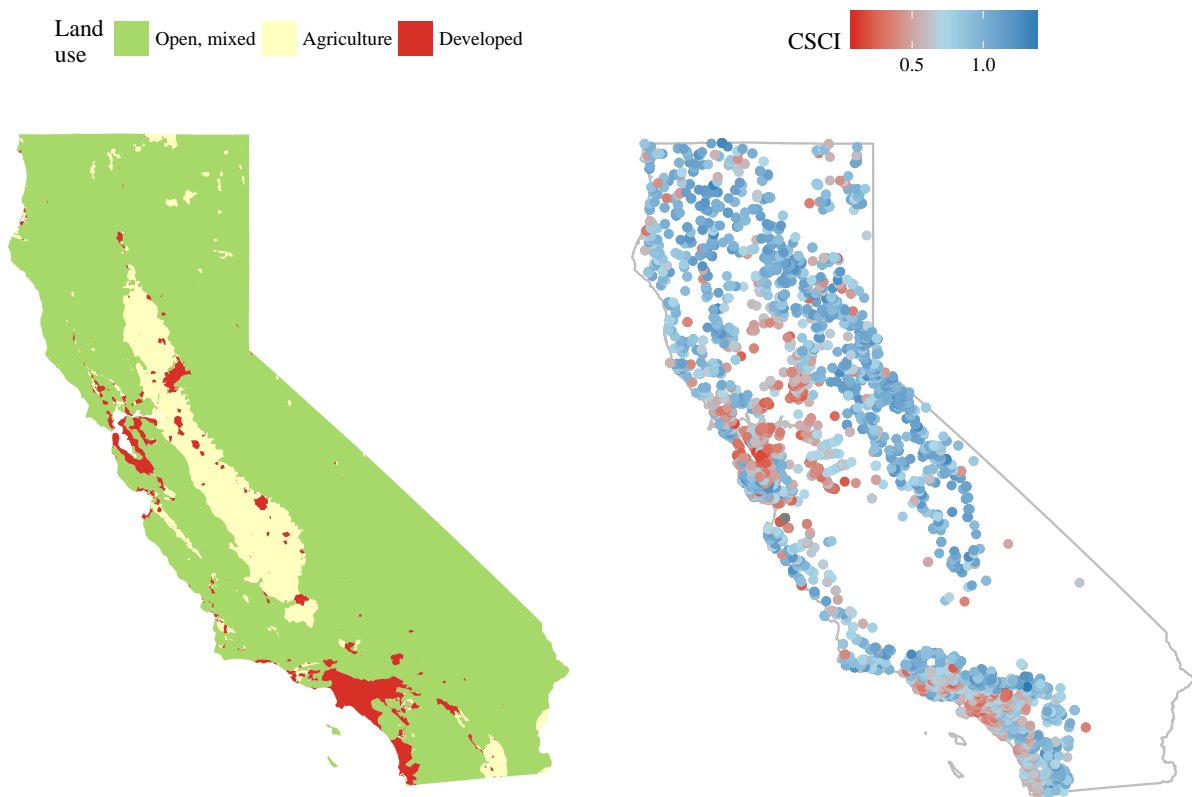 Land use
Open, mixed
Agriculture
Developed
CSCI
0.5
1.0